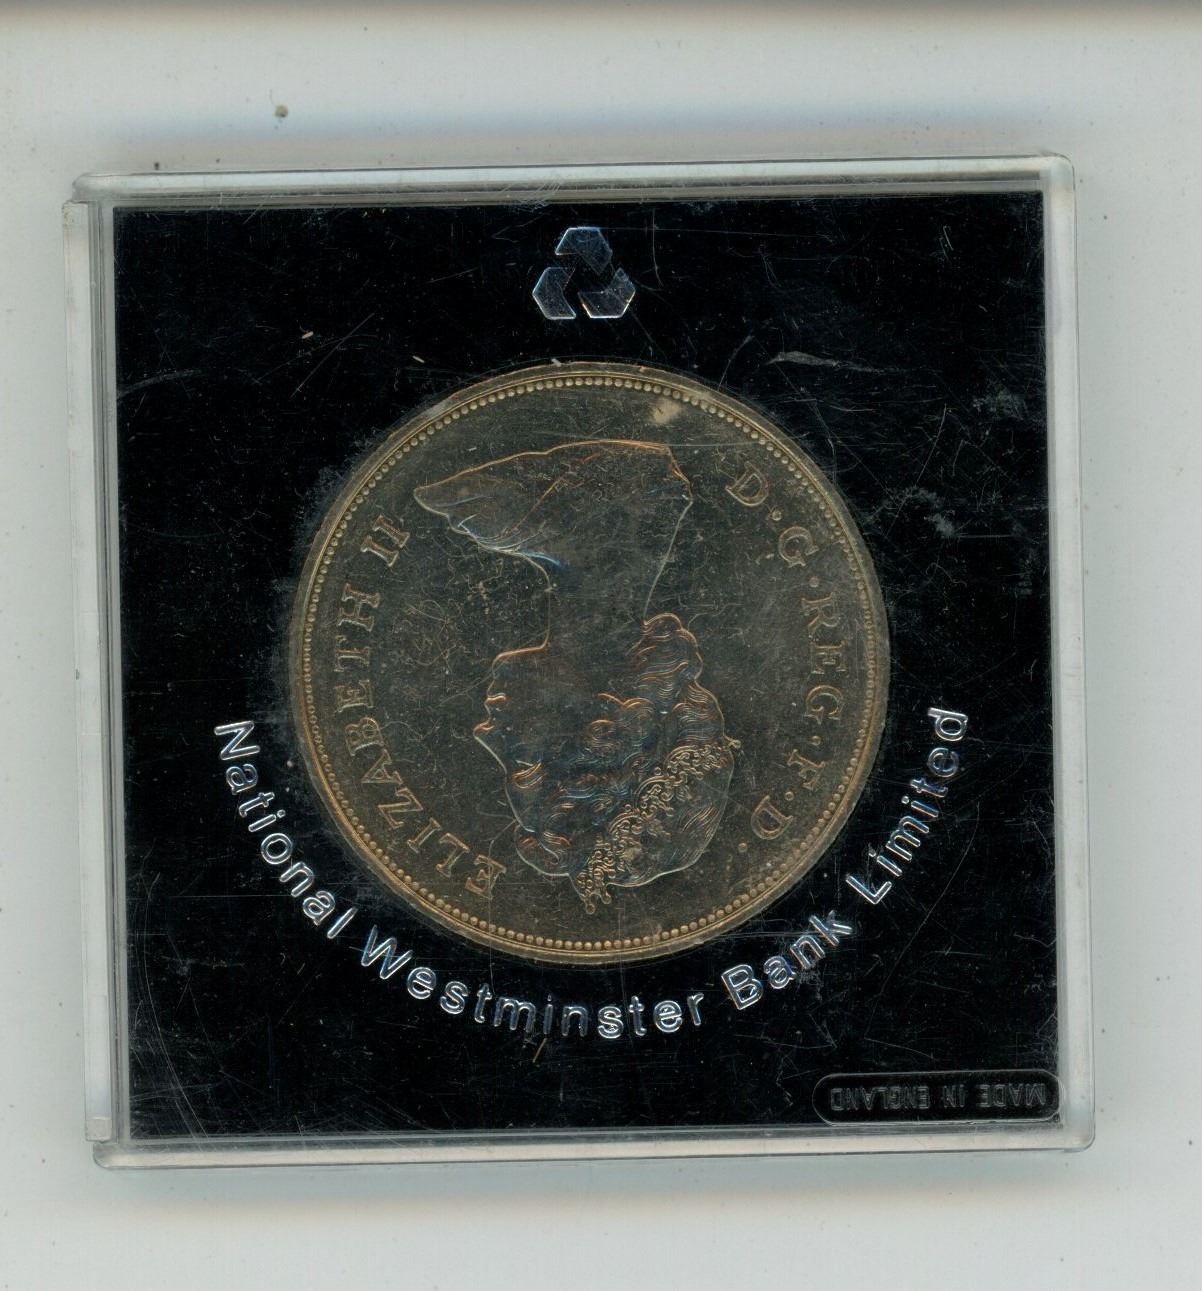 ELIZABETH II D·G·REG·F·D·
National Westminster Bank Limited
MADE IN ENGLAND